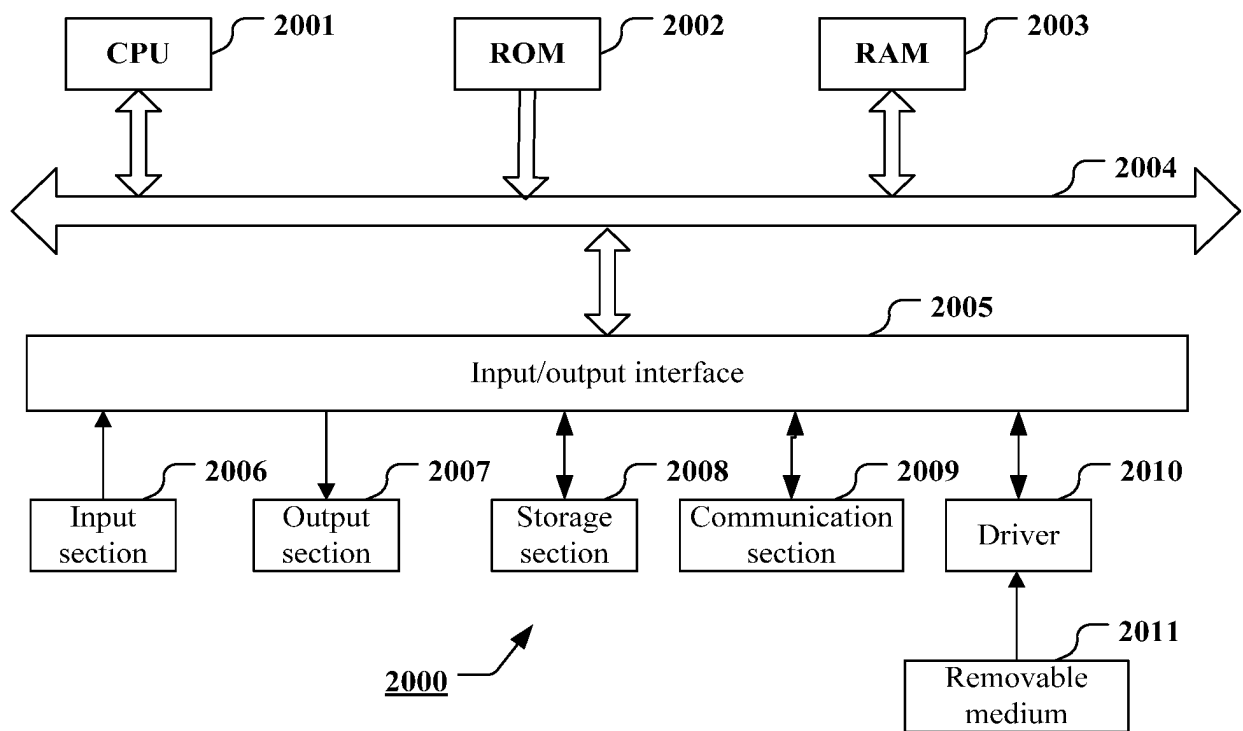 CPU
2001
ROM
2002
RAM
2003
2004
2005
Input/output interface
2006
2007
2008
2009
2010
Input
section
Output
section
Storage
section
Communication
section
Driver
2011
2000
Removable
medium